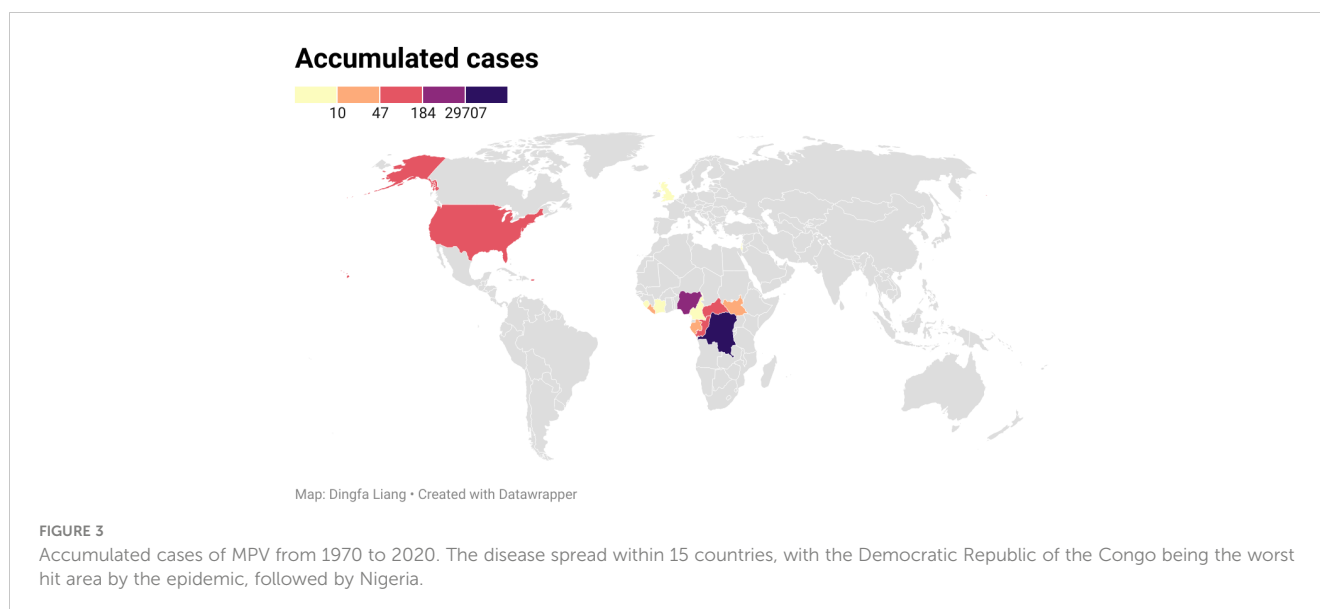 Accumulated cases
10 47 184 29707
Map: Dingfa Liang • Created with Datawrapper
FIGURE 3
Accumulated cases of MPV from 1970 to 2020. The disease spread within 15 countries, with the Democratic Republic of the Congo being the worst
hit area by the epidemic, followed by Nigeria.